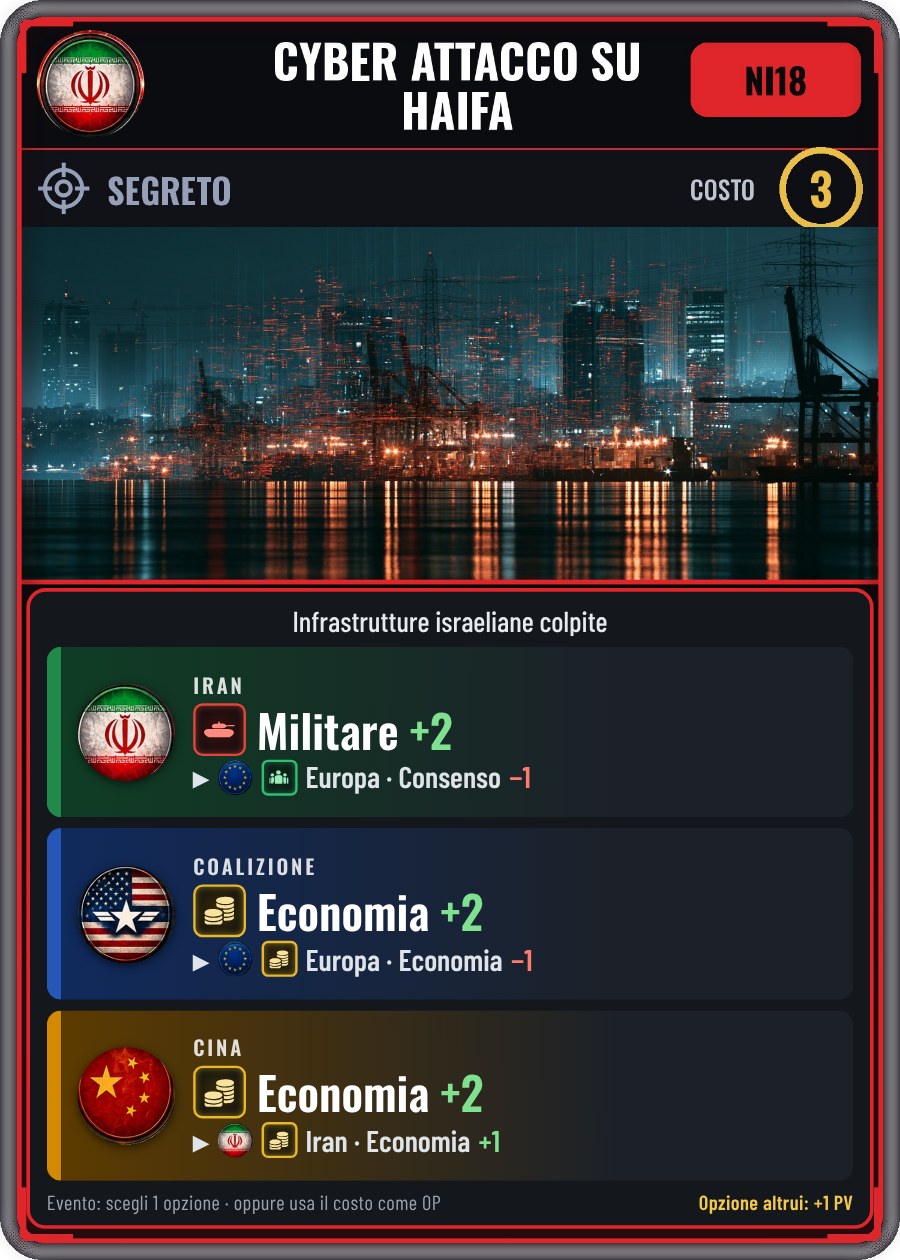 CYBER ATTACCO SU
HAIFA
NI18
SEGRETO
COSTO
3
Infrastrutture israeliane colpite
IRAN
Militare +2
▶ Europa · Consenso −1
COALIZIONE
Economia +2
▶ Europa · Economia −1
CINA
Economia +2
▶ Iran · Economia +1
Evento: scegli 1 opzione · oppure usa il costo come OP
Opzione altrui: +1 PV